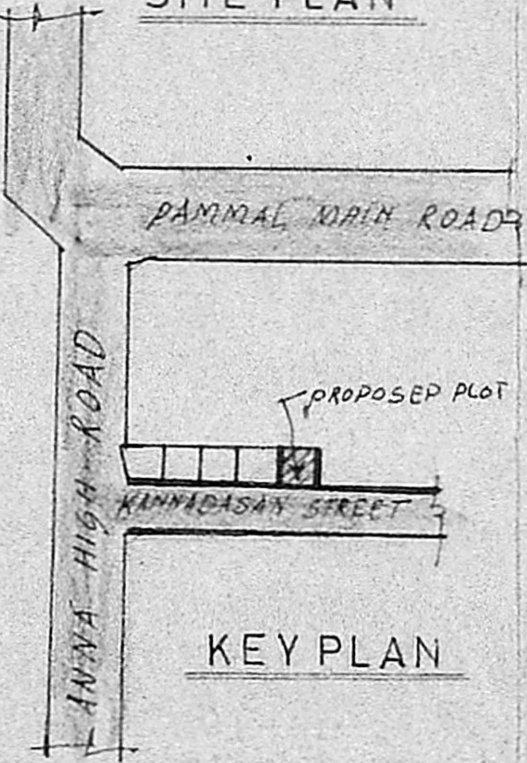 SITE PLAN
PAMMAL MAIN ROAD
ANNA HIGH ROAD
PROPOSED PLOT
KANNADASAN STREET
KEY PLAN